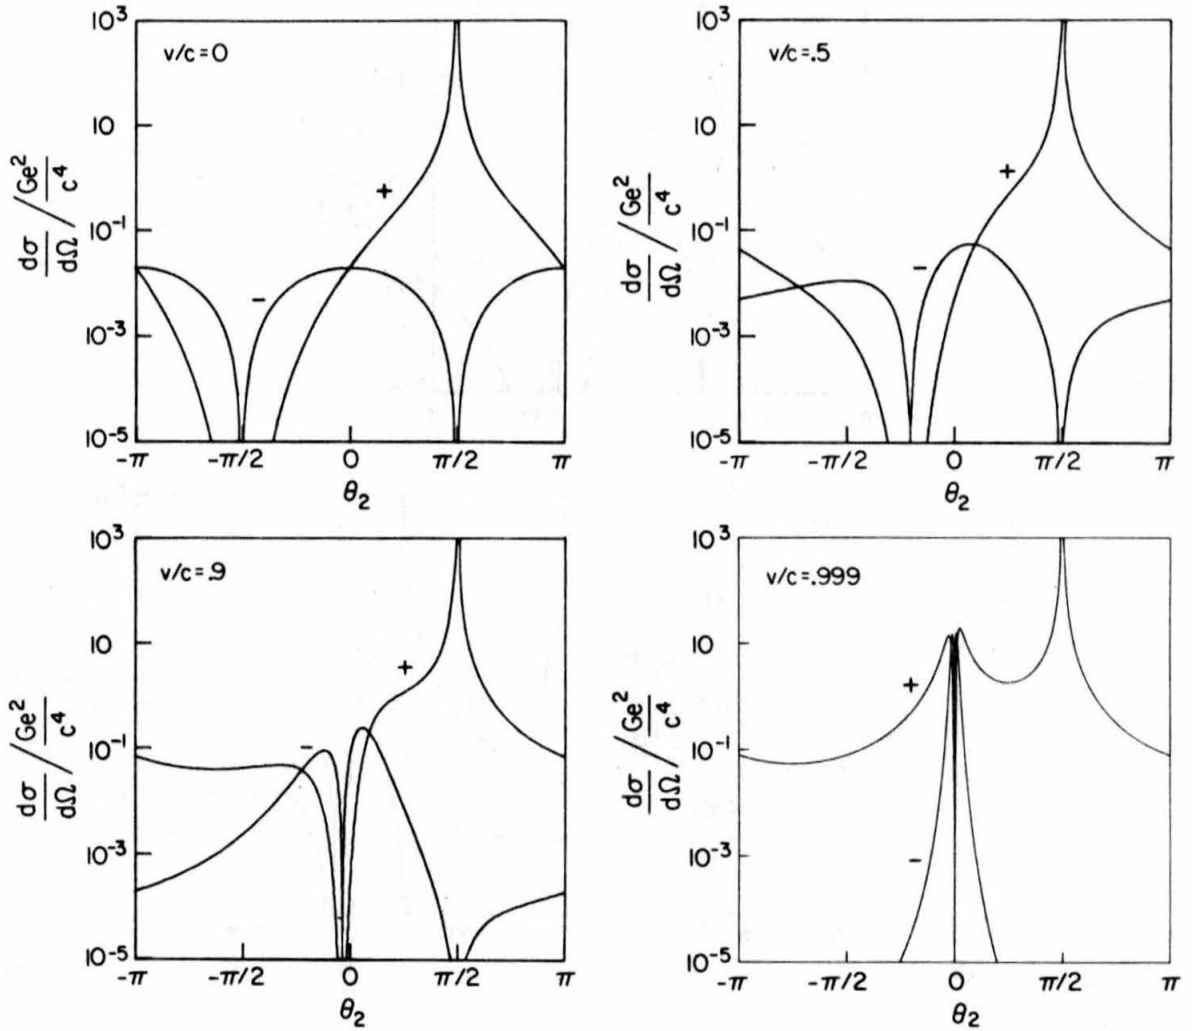 10³
v/c=0
10
+
10⁻¹
−
10⁻³
10⁻⁵
-π
-π/2
0
π/2
π
θ₂
dσ/dΩ / Ge²/c⁴
10³
v/c=.5
10
+
10⁻¹
−
10⁻³
10⁻⁵
-π
-π/2
0
π/2
π
θ₂
dσ/dΩ / Ge²/c⁴
10³
v/c=.9
10
+
10⁻¹
−
10⁻³
10⁻⁵
-π
-π/2
0
π/2
π
θ₂
dσ/dΩ / Ge²/c⁴
10³
v/c=.999
10
+
10⁻¹
−
10⁻³
10⁻⁵
-π
-π/2
0
π/2
π
θ₂
dσ/dΩ / Ge²/c⁴